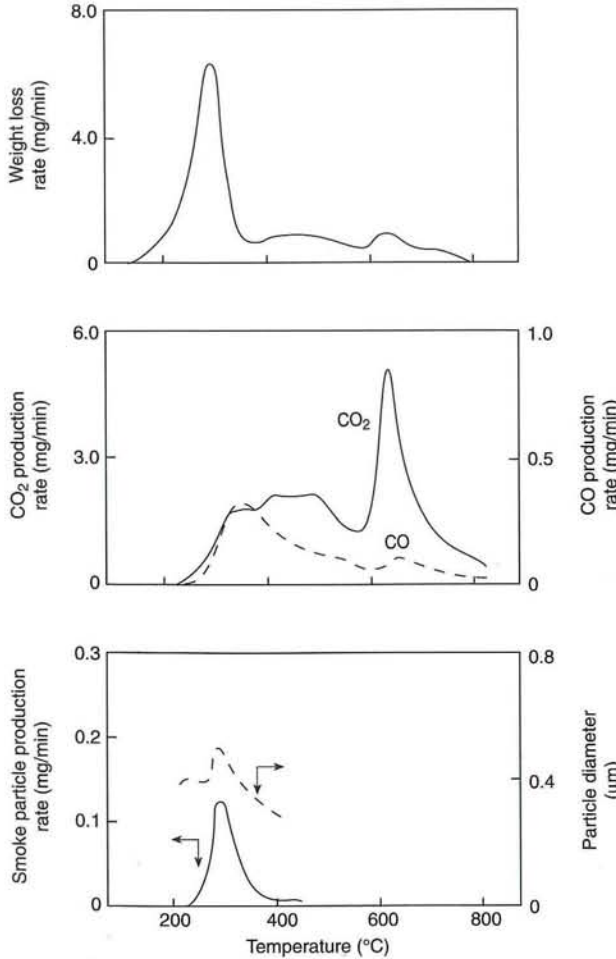 8.0
4.0
0
Weight loss
rate (mg/min)
6.0
3.0
0
CO₂ production
rate (mg/min)
CO₂
CO
1.0
0.5
0
CO production
rate (mg/min)
0.3
0.2
0.1
0
Smoke particle production
rate (mg/min)
0.8
0.4
0
Particle diameter
(μm)
200 400 600 800
Temperature (°C)